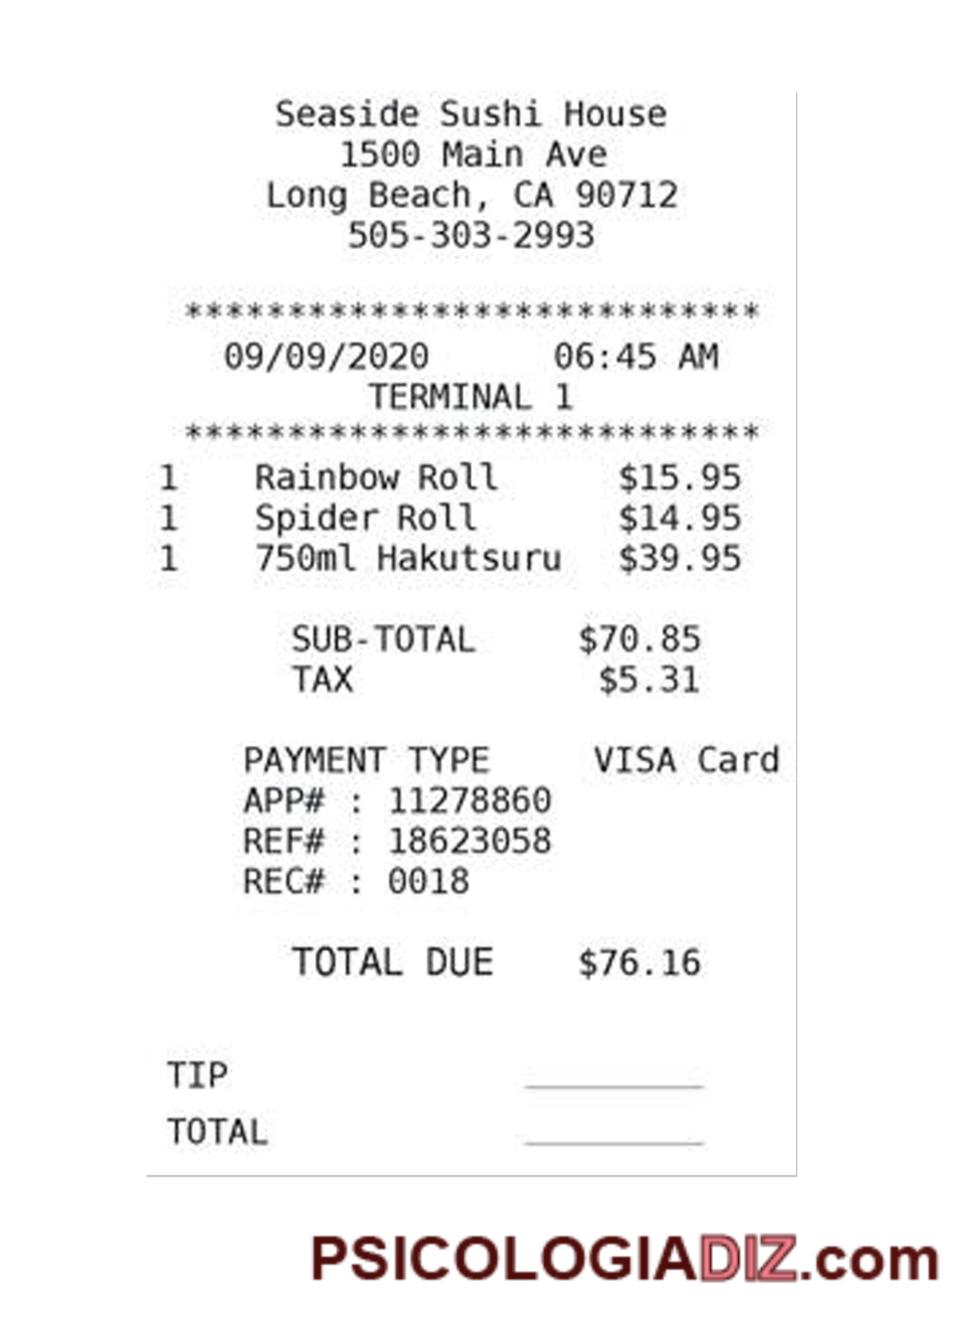 Seaside Sushi House
1500 Main Ave
Long Beach, CA 90712
505-303-2993
****************************
09/09/2020 06:45 AM
TERMINAL 1
****************************
1 Rainbow Roll $15.95
1 Spider Roll $14.95
1 750ml Hakutsuru $39.95
SUB-TOTAL $70.85
TAX $5.31
PAYMENT TYPE VISA Card
APP# : 11278860
REF# : 18623058
REC# : 0018
TOTAL DUE $76.16
TIP
TOTAL
PSICOLOGIADIZ.com